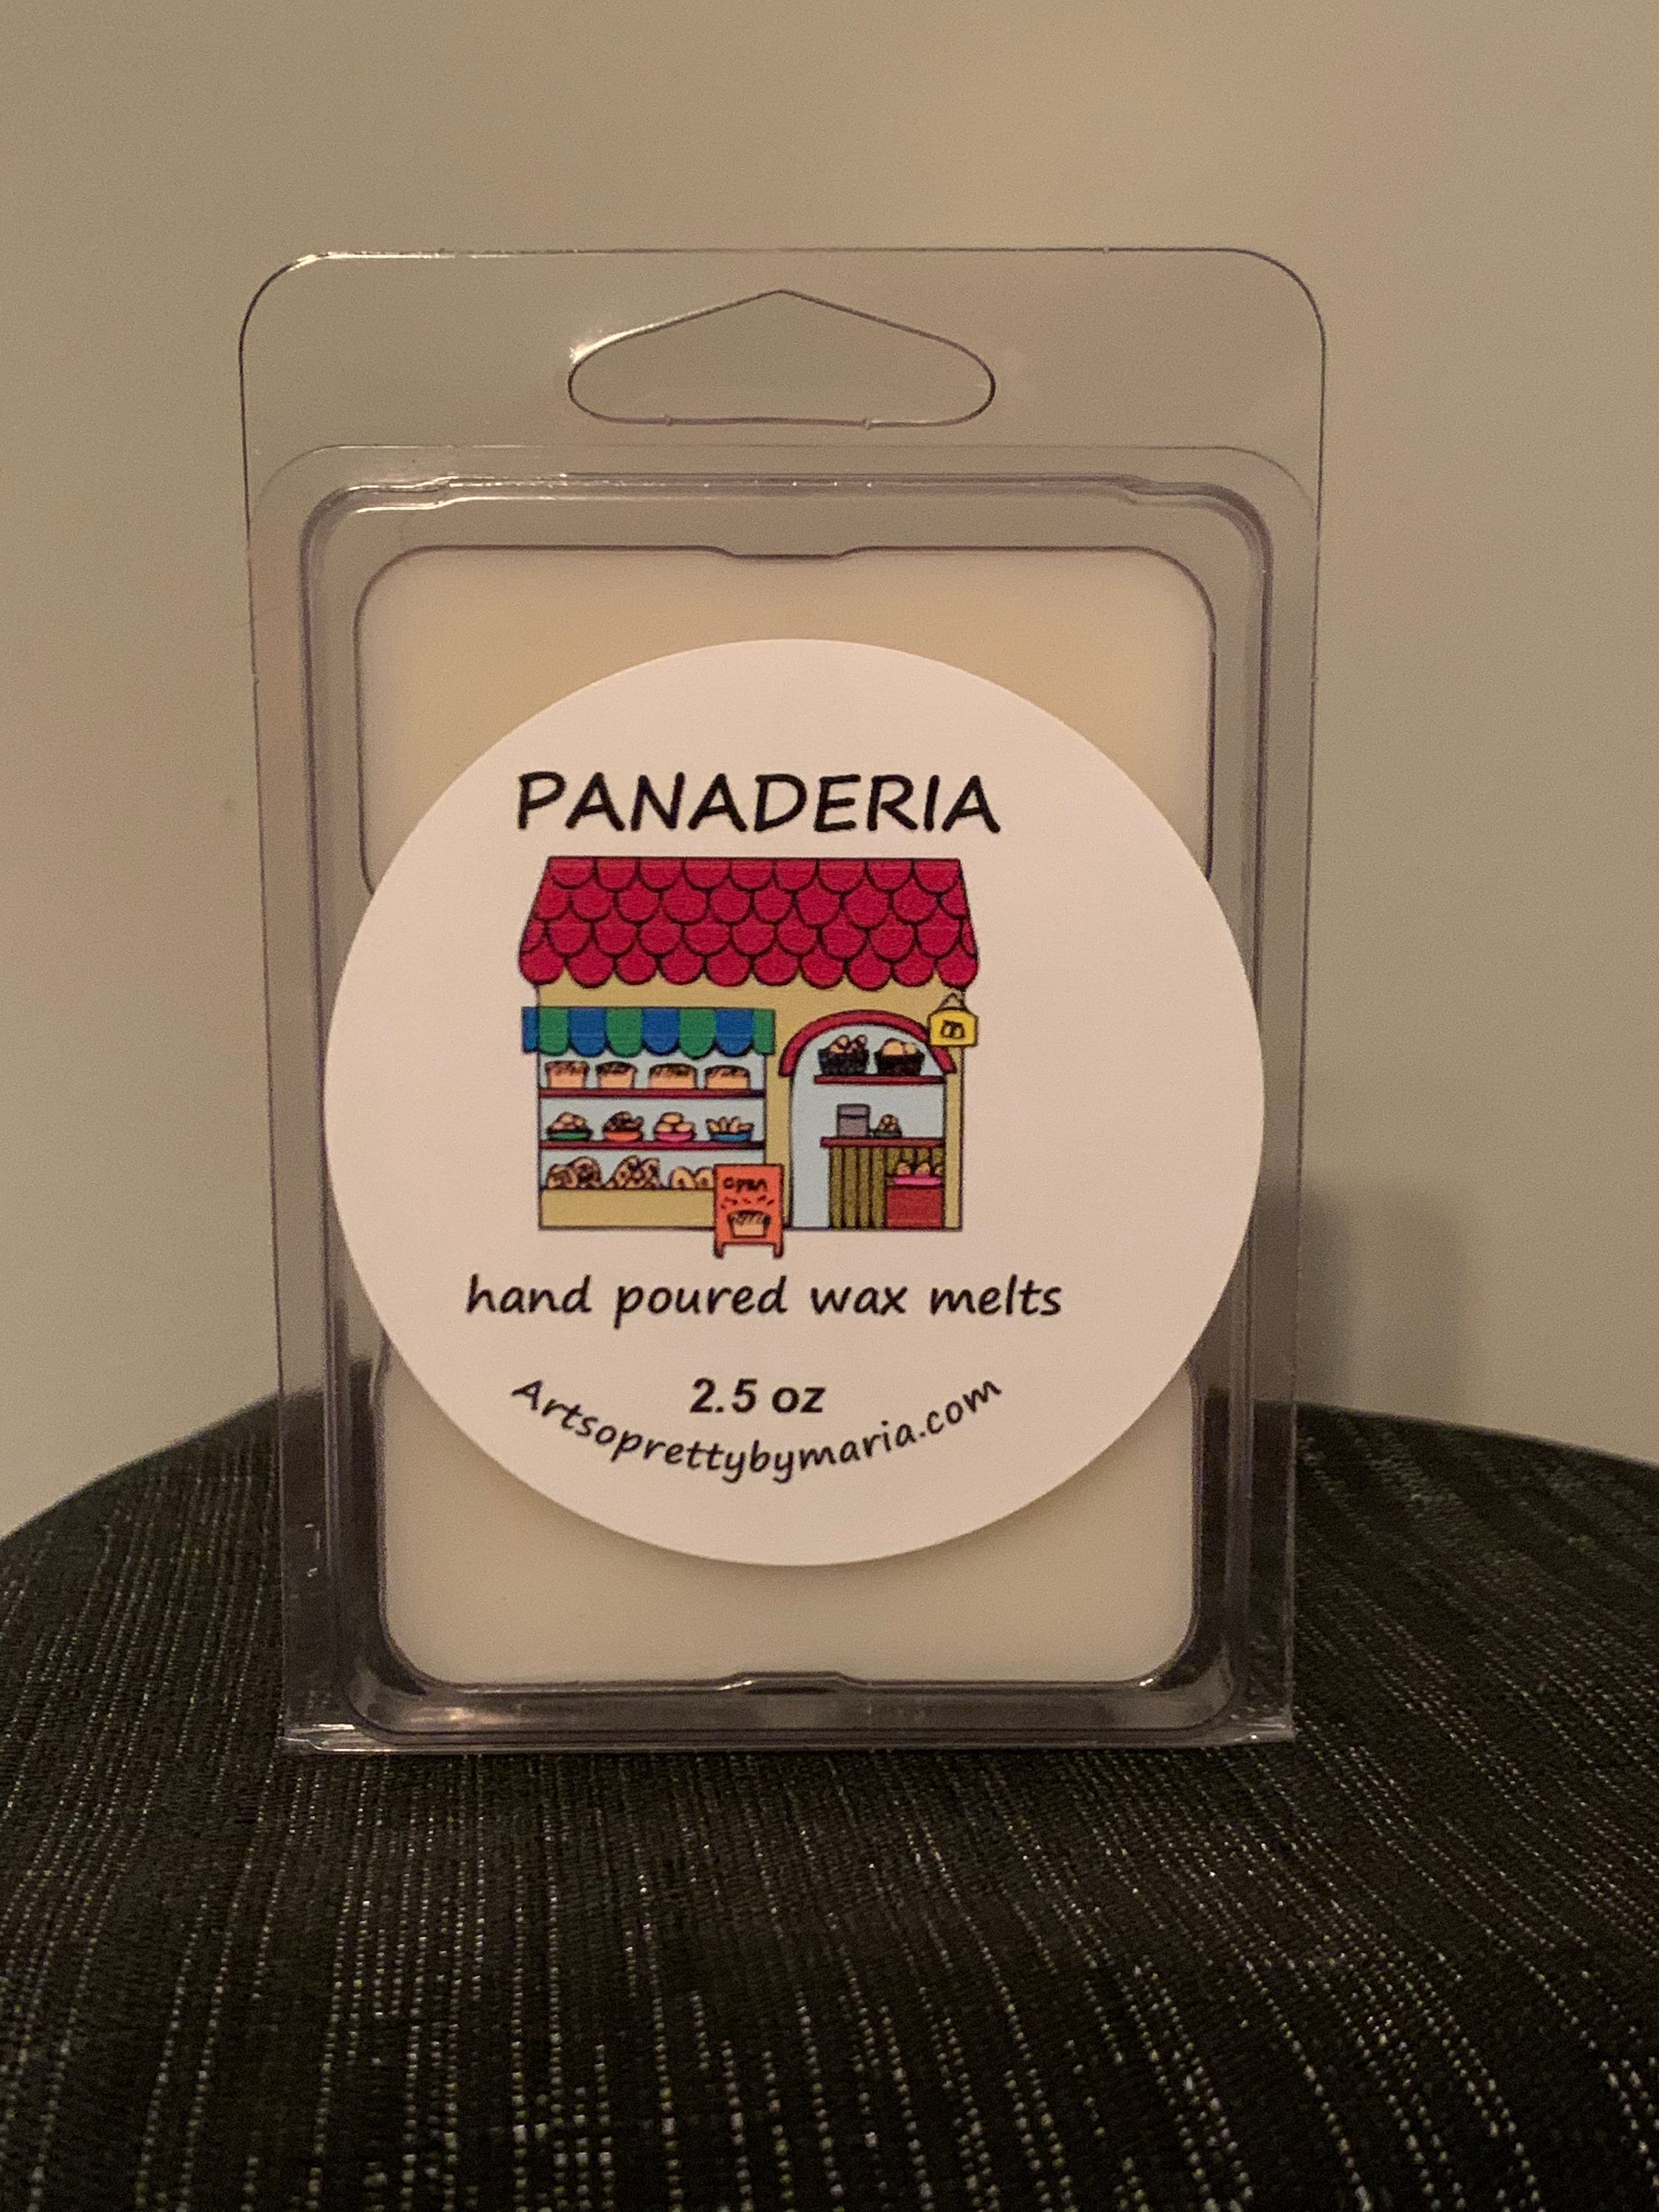 PANADERIA
m
open
hand poured wax melts
2.5 oz
Artsoprettybymaria.com